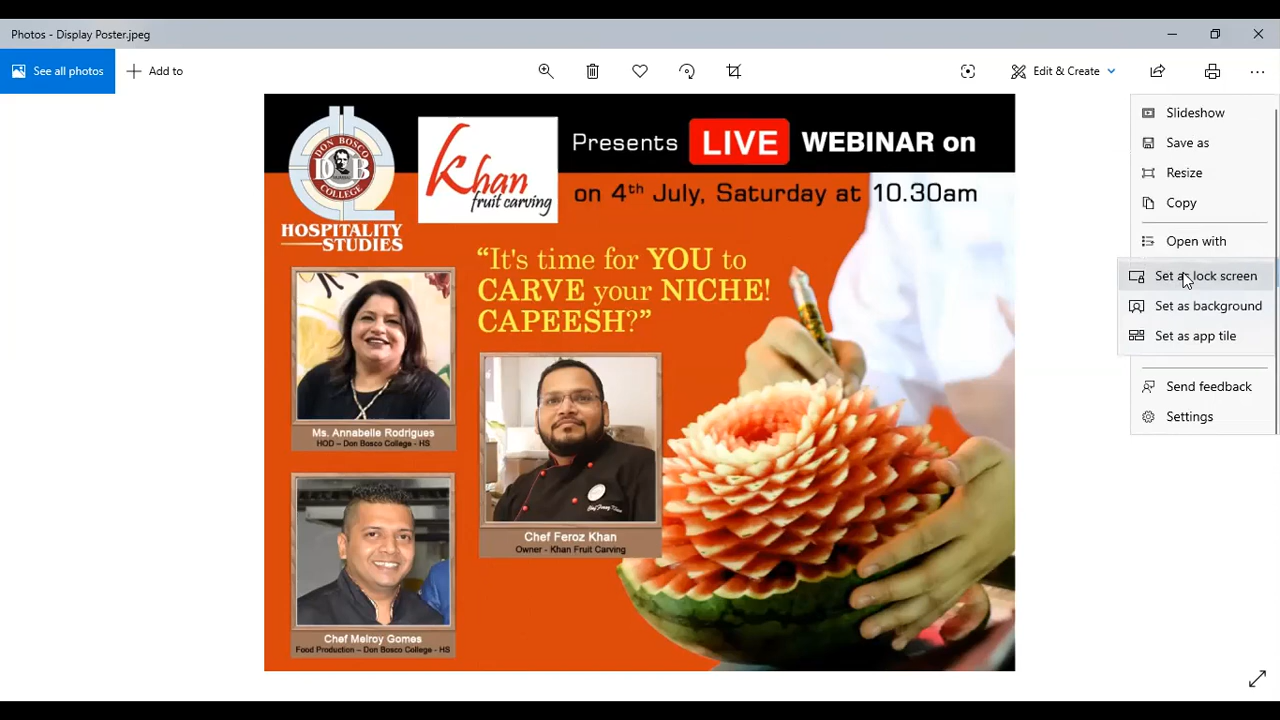 Photos - Display Poster.jpeg
See all photos
Add to
Edit & Create
Slideshow
Save as
Resize
Copy
Open with
Set as lock screen
Set as background
Set as app tile
Send feedback
Settings
DON BOSCO
D B
COLLEGE
HOSPITALITY
STUDIES
Khan
fruit carving
Presents LIVE WEBINAR on
on 4th July, Saturday at 10.30am
“It's time for YOU to
CARVE your NICHE!
CAPEESH?”
Ms. Annabelle Rodrigues
HOD – Don Bosco College - HS
Chef Feroz Khan
Chef Feroz Khan
Owner - Khan Fruit Carving
Chef Melroy Gomes
Food Production – Don Bosco College - HS